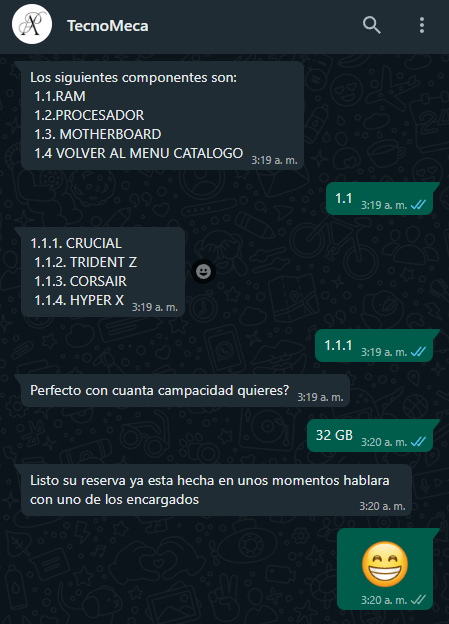 TecnoMeca
Los siguientes componentes son:
1.1.RAM
1.2.PROCESADOR
1.3. MOTHERBOARD
1.4 VOLVER AL MENU CATALOGO 3:19 a. m.
1.1 3:19 a. m.
1.1.1. CRUCIAL
1.1.2. TRIDENT Z
1.1.3. CORSAIR
1.1.4. HYPER X 3:19 a. m.
1.1.1 3:19 a. m.
Perfecto con cuanta campacidad quieres? 3:19 a. m.
32 GB 3:20 a. m.
Listo su reserva ya esta hecha en unos momentos hablara
con uno de los encargados
3:20 a. m.
😁
3:20 a. m.